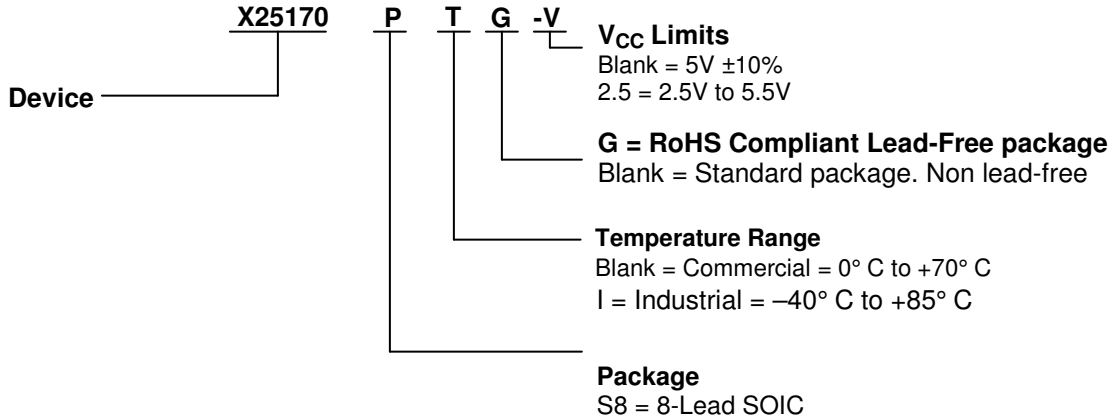 X25170 P T G -V
Device
VCC Limits
Blank = 5V ±10%
2.5 = 2.5V to 5.5V
G = RoHS Compliant Lead-Free package
Blank = Standard package. Non lead-free
Temperature Range
Blank = Commercial = 0° C to +70° C
I = Industrial = –40° C to +85° C
Package
S8 = 8-Lead SOIC